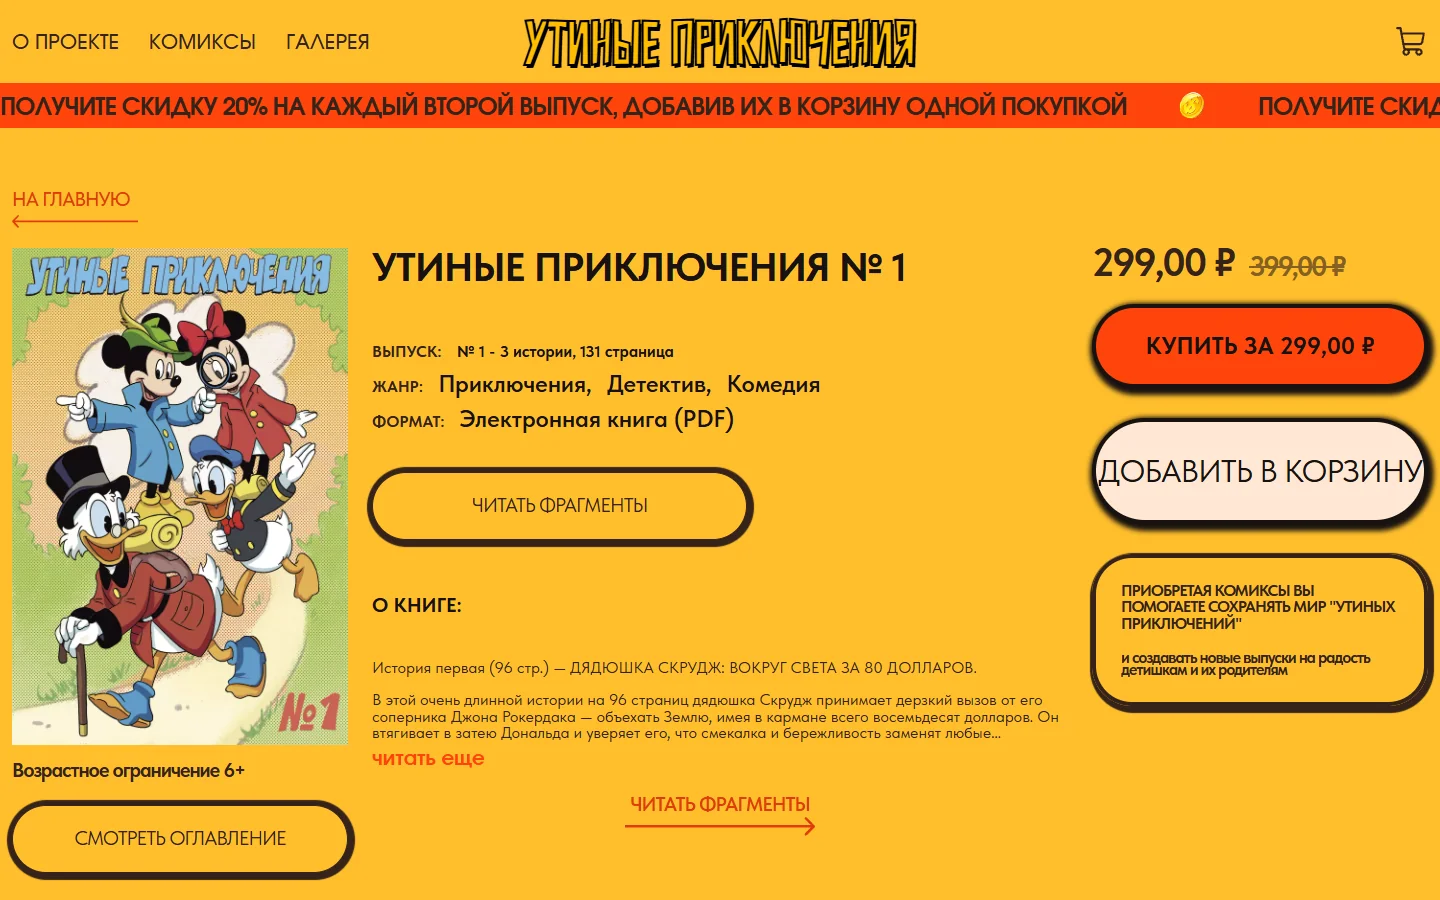 О ПРОЕКТЕ
КОМИКСЫ
ГАЛЕРЕЯ
УТИНЫЕ ПРИКЛЮЧЕНИЯ
ПОЛУЧИТЕ СКИДКУ 20% НА КАЖДЫЙ ВТОРОЙ ВЫПУСК, ДОБАВИВ ИХ В КОРЗИНУ ОДНОЙ ПОКУПКОЙ
ПОЛУЧИТЕ СКИД
НА ГЛАВНУЮ
УТИНЫЕ ПРИКЛЮЧЕНИЯ
№1
Возрастное ограничение 6+
СМОТРЕТЬ ОГЛАВЛЕНИЕ
УТИНЫЕ ПРИКЛЮЧЕНИЯ № 1
ВЫПУСК: № 1 - 3 истории, 131 страница
ЖАНР: Приключения, Детектив, Комедия
ФОРМАТ: Электронная книга (PDF)
ЧИТАТЬ ФРАГМЕНТЫ
О КНИГЕ:
История первая (96 стр.) — ДЯДЮШКА СКРУДЖ: ВОКРУГ СВЕТА ЗА 80 ДОЛЛАРОВ.
В этой очень длинной истории на 96 страниц дядюшка Скрудж принимает дерзкий вызов от его
соперника Джона Рокердака — объехать Землю, имея в кармане всего восемьдесят долларов. Он
втягивает в затею Дональда и уверяет его, что смекалка и бережливость заменят любые...
читать еще
ЧИТАТЬ ФРАГМЕНТЫ
299,00 ₽ 399,00 ₽
КУПИТЬ ЗА 299,00 ₽
ДОБАВИТЬ В КОРЗИНУ
ПРИОБРЕТАЯ КОМИКСЫ ВЫ
ПОМОГАЕТЕ СОХРАНЯТЬ МИР "УТИНЫХ
ПРИКЛЮЧЕНИЙ"
и создавать новые выпуски на радость
детишкам и их родителям